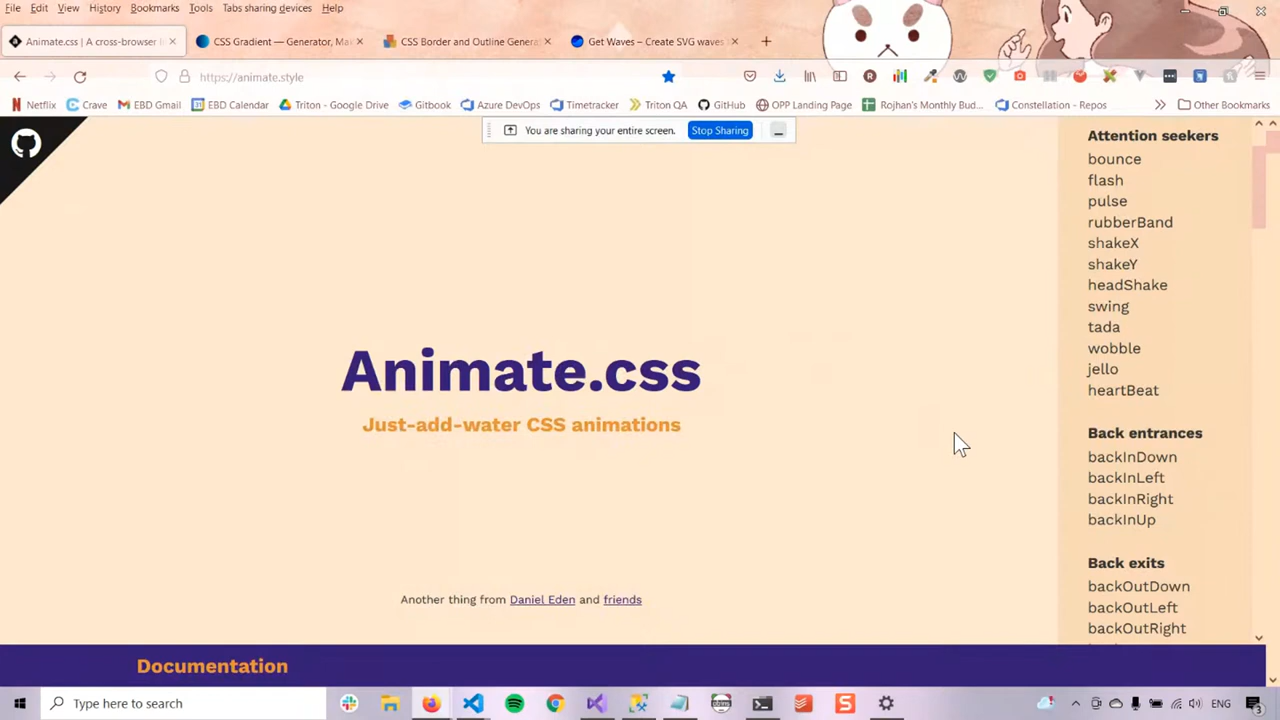 File Edit View History Bookmarks Tools Tabs sharing devices Help
Animate.css | A cross-browser
CSS Gradient — Generator, Ma
CSS Border and Outline Genera
Get Waves – Create SVG waves
https://animate.style
Netflix Crave EBD Gmail EBD Calendar Triton - Google Drive Gitbook Azure DevOps Timetracker Triton QA GitHub OPP Landing Page Rojhan's Monthly Bud... Constellation - Repos Other Bookmarks
You are sharing your entire screen. Stop Sharing
Animate.css
Just-add-water CSS animations
Another thing from Daniel Eden and friends
Documentation
Attention seekers
bounce
flash
pulse
rubberBand
shakeX
shakeY
headShake
swing
tada
wobble
jello
heartBeat
Back entrances
backInDown
backInLeft
backInRight
backInUp
Back exits
backOutDown
backOutLeft
backOutRight
Type here to search
ENG
3